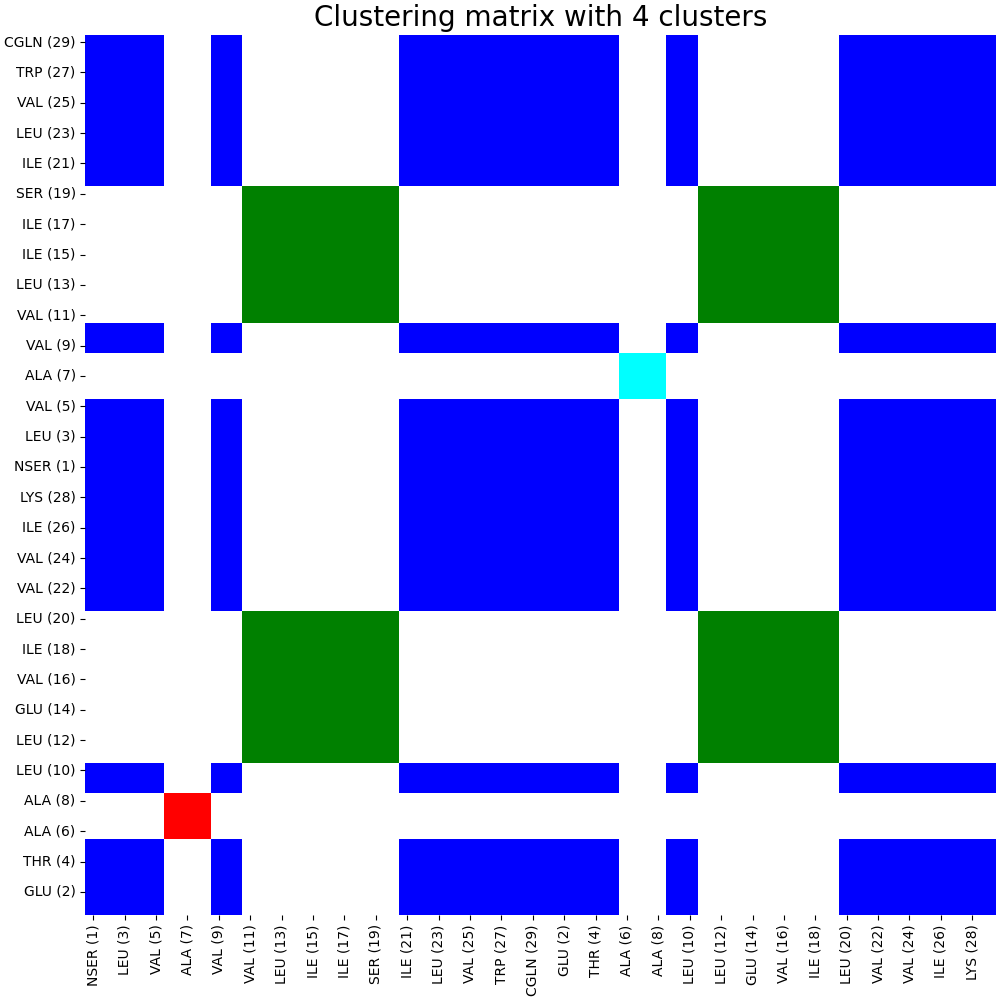 Clustering matrix with 4 clusters
CGLN (29)
TRP (27)
VAL (25)
LEU (23)
ILE (21)
SER (19)
ILE (17)
ILE (15)
LEU (13)
VAL (11)
VAL (9)
ALA (7)
VAL (5)
LEU (3)
NSER (1)
LYS (28)
ILE (26)
VAL (24)
VAL (22)
LEU (20)
ILE (18)
VAL (16)
GLU (14)
LEU (12)
LEU (10)
ALA (8)
ALA (6)
THR (4)
GLU (2)
NSER (1)
LEU (3)
VAL (5)
ALA (7)
VAL (9)
VAL (11)
LEU (13)
ILE (15)
ILE (17)
SER (19)
ILE (21)
LEU (23)
VAL (25)
TRP (27)
CGLN (29)
GLU (2)
THR (4)
ALA (6)
ALA (8)
LEU (10)
LEU (12)
GLU (14)
VAL (16)
ILE (18)
LEU (20)
VAL (22)
VAL (24)
ILE (26)
LYS (28)